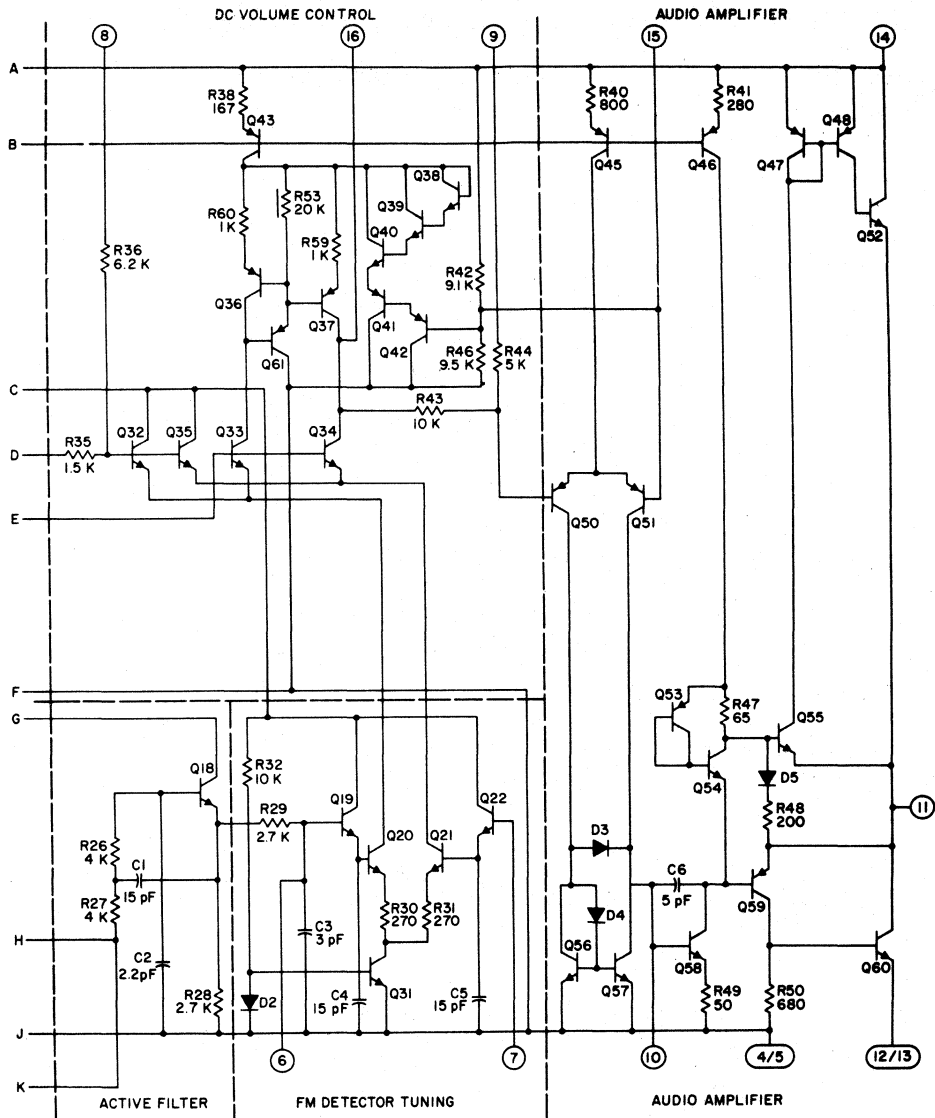 DC VOLUME CONTROL
AUDIO AMPLIFIER
8
16
9
15
14
A
R38
167
Q43
R40
800
R41
280
Q48
B
Q45
Q46
Q47
Q38
R53
20 K
Q39
R60
1K
R59
1K
Q40
Q52
R36
6.2 K
R42
9.1K
Q36
Q37
Q41
Q61
Q42
R46
9.5 K
R44
5 K
C
R43
10 K
D
R35
1.5 K
Q32
Q35
Q33
Q34
E
Q50
Q51
F
G
Q53
R47
65
Q55
Q18
R32
10 K
Q54
D5
R29
2.7 K
Q19
Q22
R48
200
11
Q20
Q21
D3
R26
4 K
C1
15 pF
C6
5 pF
Q59
R27
4 K
R30
270
R31
270
D4
H
C3
3 pF
Q56
Q57
Q58
Q60
C2
2.2pF
R28
2.7 K
D2
C4
15 pF
Q31
C5
15 pF
R49
50
R50
680
J
6
7
10
4/5
12/13
K
ACTIVE FILTER
FM DETECTOR TUNING
AUDIO AMPLIFIER